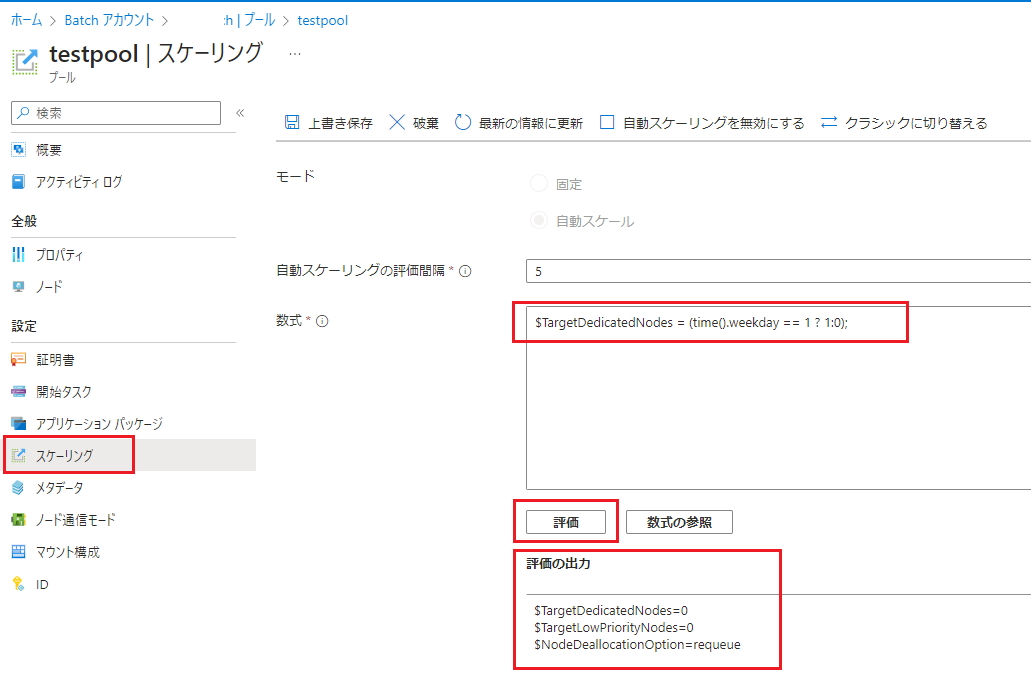 ホーム > Batch アカウント > :h | プール > testpool
testpool | スケーリング ...
プール
検索
«
上書き保存 破棄 最新の情報に更新 自動スケーリングを無効にする クラシックに切り替える
概要
アクティビティ ログ
全般
プロパティ
ノード
設定
証明書
開始タスク
アプリケーション パッケージ
スケーリング
メタデータ
ノード通信モード
マウント構成
ID
モード
固定
自動スケール
自動スケーリングの評価間隔 *
5
数式 *
$TargetDedicatedNodes = (time().weekday == 1 ? 1:0);
評価 数式の参照
評価の出力
$TargetDedicatedNodes=0
$TargetLowPriorityNodes=0
$NodeDeallocationOption=requeue